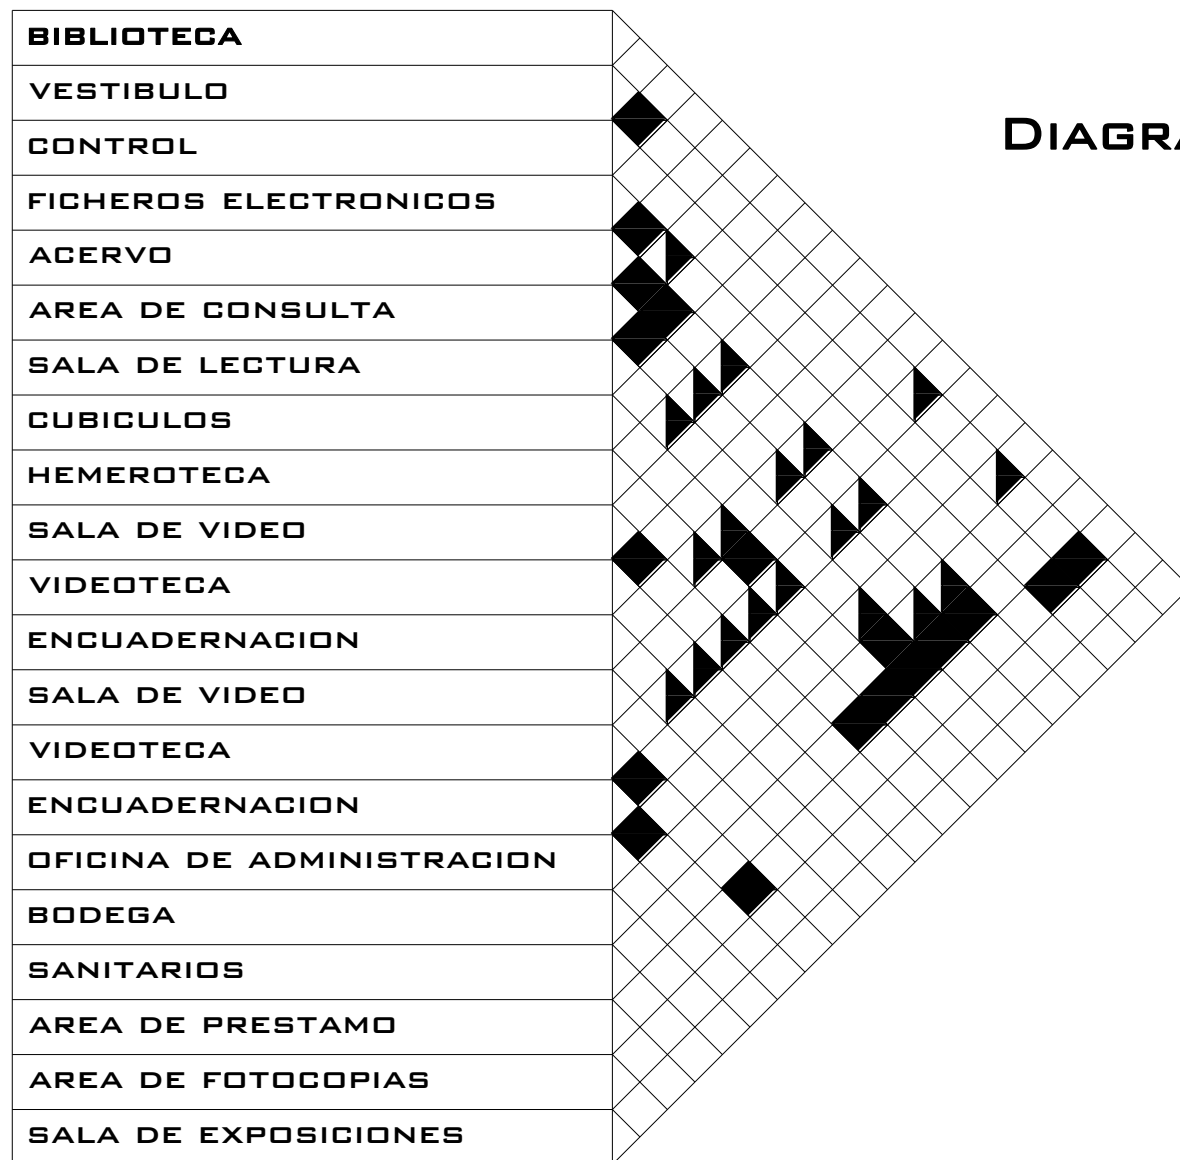 BIBLIOTECA
VESTIBULO
DIAGRA
CONTROL
FICHEROS ELECTRONICOS
ACERVO
AREA DE CONSULTA
SALA DE LECTURA
CUBICULOS
HEMEROTECA
SALA DE VIDEO
VIDEOTECA
ENCUADERNACION
SALA DE VIDEO
VIDEOTECA
ENCUADERNACION
OFICINA DE ADMINISTRACION
BODEGA
SANITARIOS
AREA DE PRESTAMO
AREA DE FOTOCOPIAS
SALA DE EXPOSICIONES